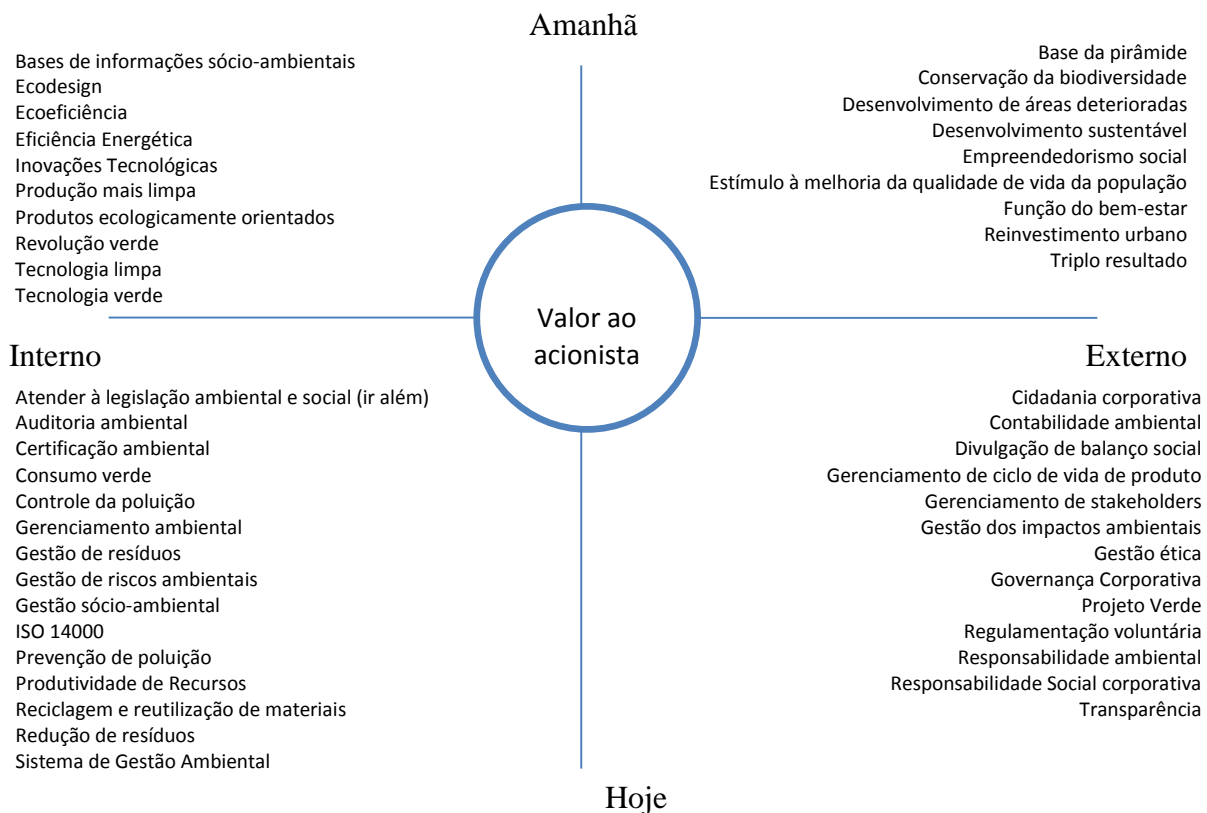 Amanhã
Bases de informações sócio-ambientais
Ecodesign
Ecoeficiência
Eficiência Energética
Inovações Tecnológicas
Produção mais limpa
Produtos ecologicamente orientados
Revolução verde
Tecnologia limpa
Tecnologia verde
Base da pirâmide
Conservação da biodiversidade
Desenvolvimento de áreas deterioradas
Desenvolvimento sustentável
Empreendedorismo social
Estímulo à melhoria da qualidade de vida da população
Função do bem-estar
Reinvestimento urbano
Triplo resultado
Valor ao
acionista
Interno
Externo
Atender à legislação ambiental e social (ir além)
Auditoria ambiental
Certificação ambiental
Consumo verde
Controle da poluição
Gerenciamento ambiental
Gestão de resíduos
Gestão de riscos ambientais
Gestão sócio-ambiental
ISO 14000
Prevenção de poluição
Produtividade de Recursos
Reciclagem e reutilização de materiais
Redução de resíduos
Sistema de Gestão Ambiental
Cidadania corporativa
Contabilidade ambiental
Divulgação de balanço social
Gerenciamento de ciclo de vida de produto
Gerenciamento de stakeholders
Gestão dos impactos ambientais
Gestão ética
Governança Corporativa
Projeto Verde
Regulamentação voluntária
Responsabilidade ambiental
Responsabilidade Social corporativa
Transparência
Hoje